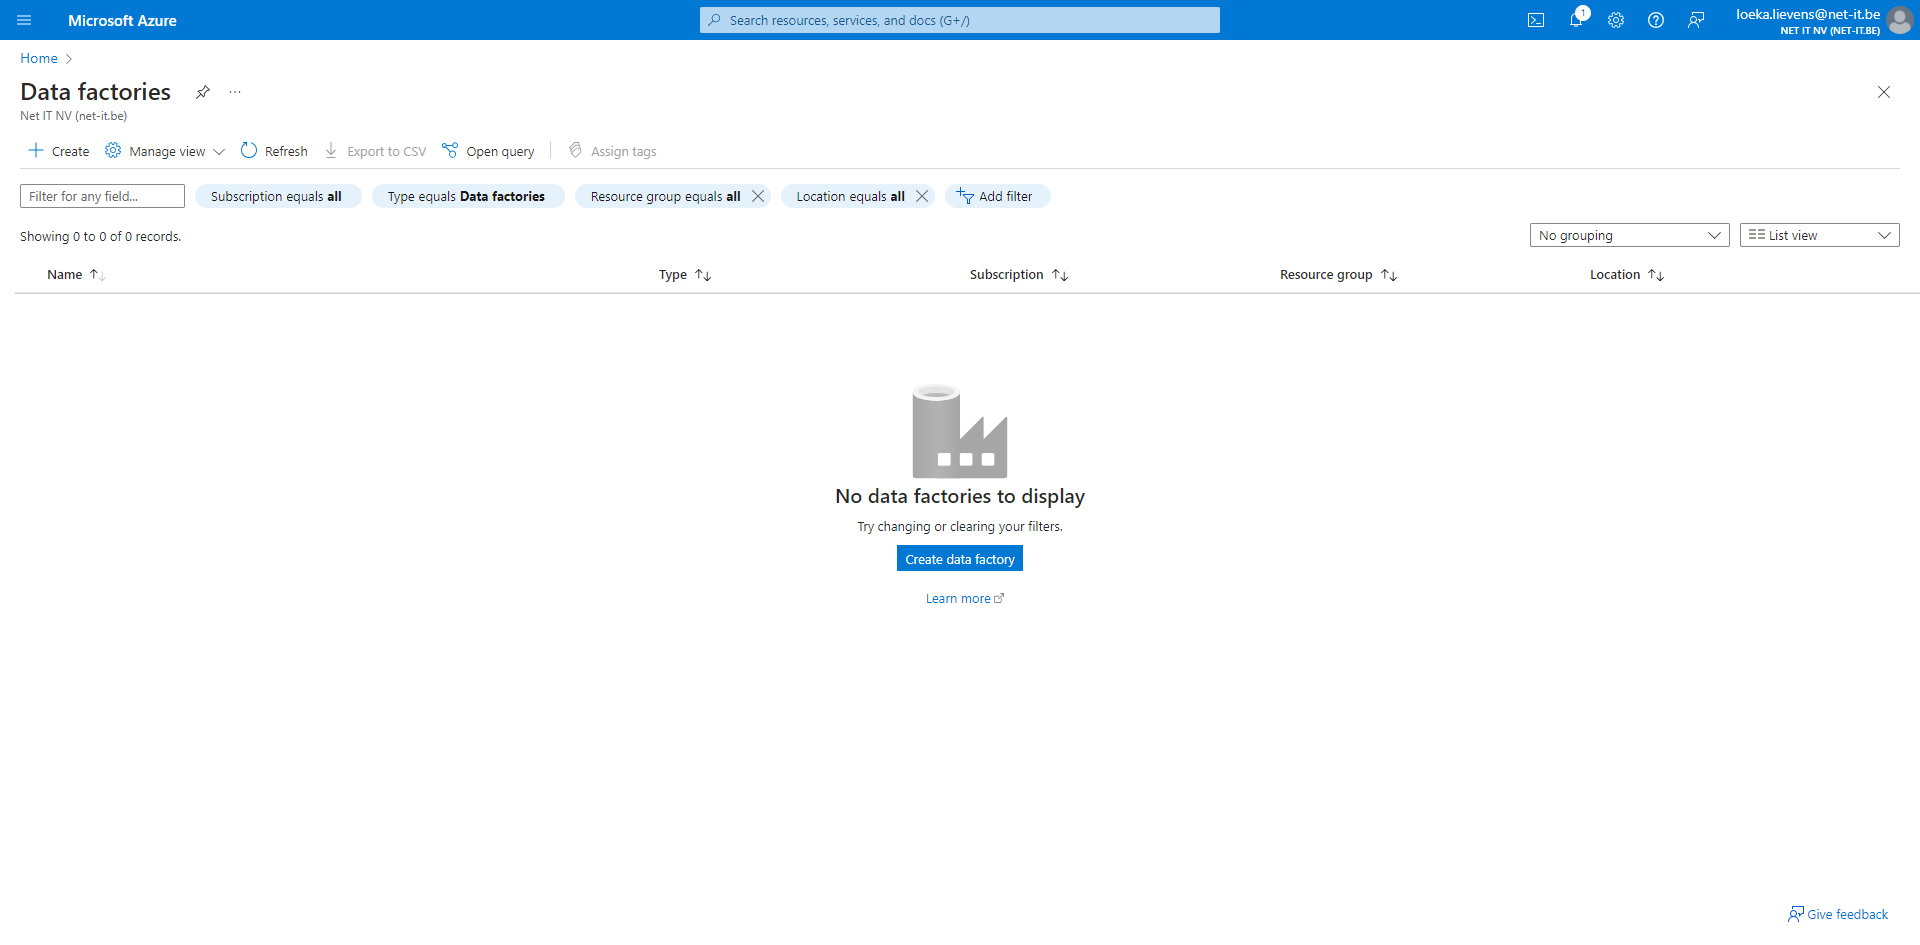 Microsoft Azure
Search resources, services, and docs (G+/)
1
loeka.lievens@net-it.be
NET IT NV (NET-IT.BE)
Home
Data factories
Net IT NV (net-it.be)
Create Manage view Refresh Export to CSV Open query Assign tags
Filter for any field... Subscription equals all Type equals Data factories Resource group equals all Location equals all Add filter
Showing 0 to 0 of 0 records. No grouping List view
Name Type Subscription Resource group Location
No data factories to display
Try changing or clearing your filters.
Create data factory
Learn more
Give feedback